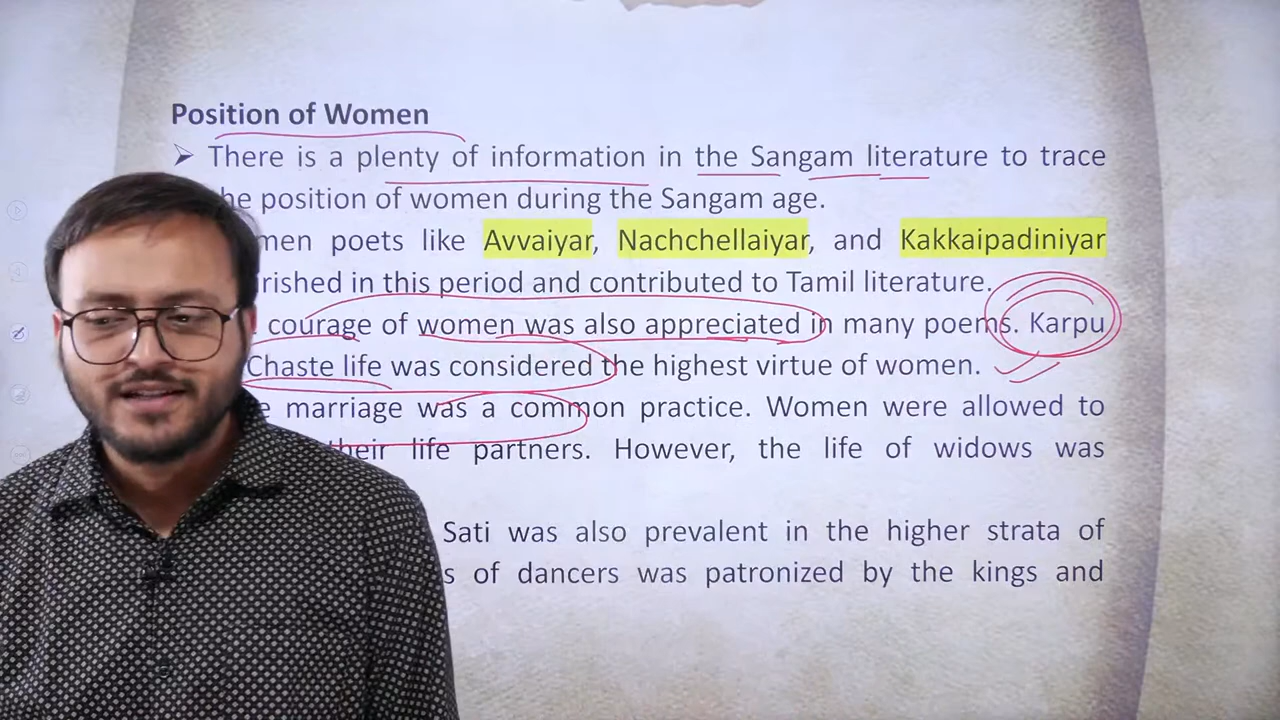 Position of Women
➤ There is a plenty of information in the Sangam literature to trace
he position of women during the Sangam age.
men poets like Avvaiyar, Nachchellaiyar, and Kakkaipadiniyar
rished in this period and contributed to Tamil literature.
courage of women was also appreciated in many poems. Karpu
Chaste life was considered the highest virtue of women.
e marriage was a common practice. Women were allowed to
their life partners. However, the life of widows was
Sati was also prevalent in the higher strata of
s of dancers was patronized by the kings and